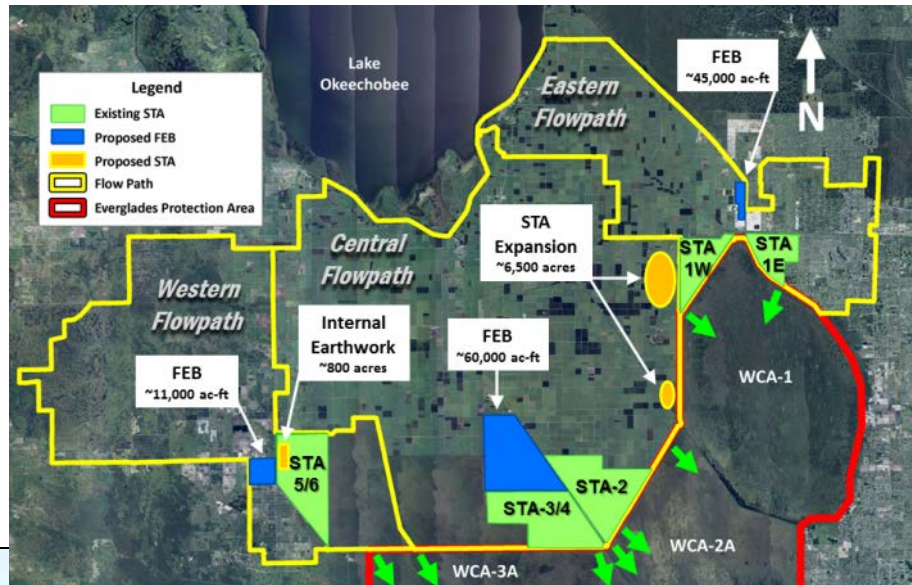 Legend
Existing STA
Proposed FEB
Proposed STA
Flow Path
Everglades Protection Area
Lake
Okeechobee
Eastern
Flowpath
FEB
~45,000 ac-ft
N
Central
Flowpath
STA
Expansion
~6,500 acres
STA
1W
STA
1E
Western
Flowpath
Internal
Earthwork
~800 acres
FEB
~60,000 ac-ft
WCA-1
FEB
~11,000 ac-ft
STA
5/6
STA-2
STA-3/4
WCA-2A
WCA-3A